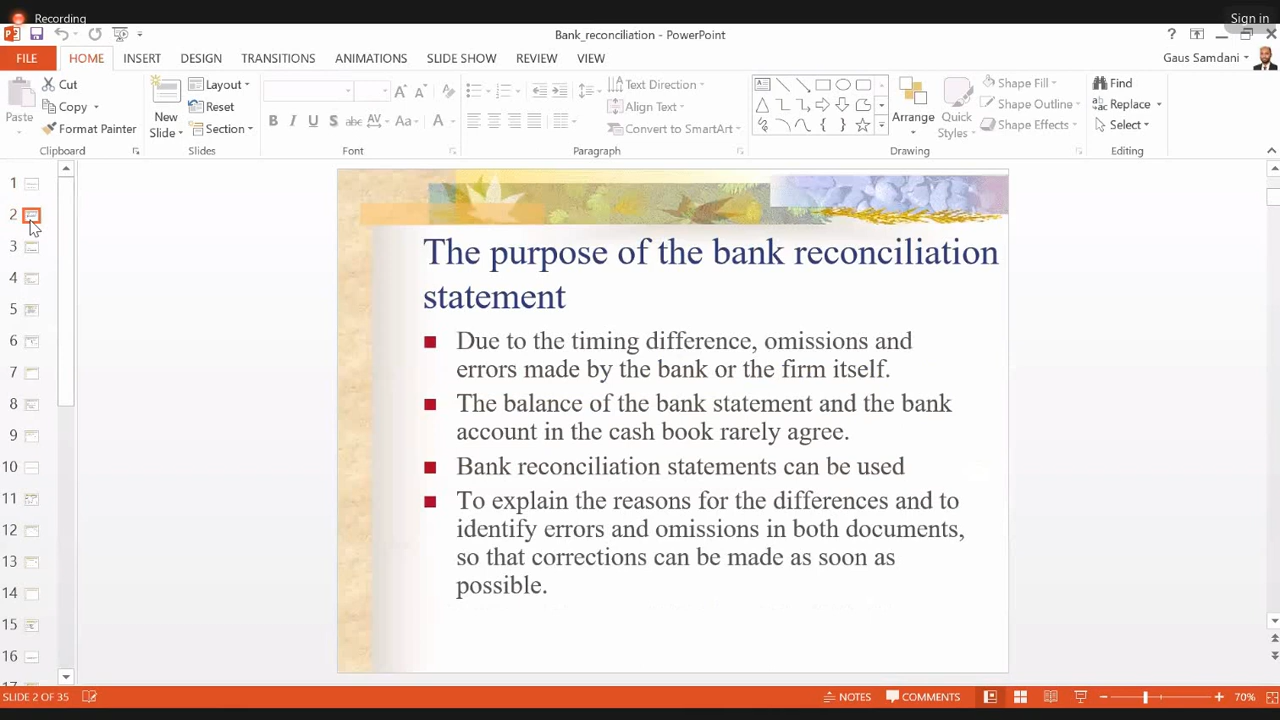 Recording
Sign in
Bank_reconciliation - PowerPoint
?
FILE HOME INSERT DESIGN TRANSITIONS ANIMATIONS SLIDE SHOW REVIEW VIEW
Gaus Samdani
Paste
Cut
Copy
Format Painter
Clipboard
New
Slide
Layout
Reset
Section
Slides
B I U S abc AV Aa A
Font
Text Direction
Align Text
Convert to SmartArt
Paragraph
Arrange
Quick
Styles
Shape Fill
Shape Outline
Shape Effects
Drawing
Find
Replace
Select
Editing
1
2
3
4
5
6
7
8
9
10
11
12
13
14
15
16
The purpose of the bank reconciliation
statement
Due to the timing difference, omissions and
errors made by the bank or the firm itself.
The balance of the bank statement and the bank
account in the cash book rarely agree.
Bank reconciliation statements can be used
To explain the reasons for the differences and to
identify errors and omissions in both documents,
so that corrections can be made as soon as
possible.
SLIDE 2 OF 35
NOTES
COMMENTS
70%